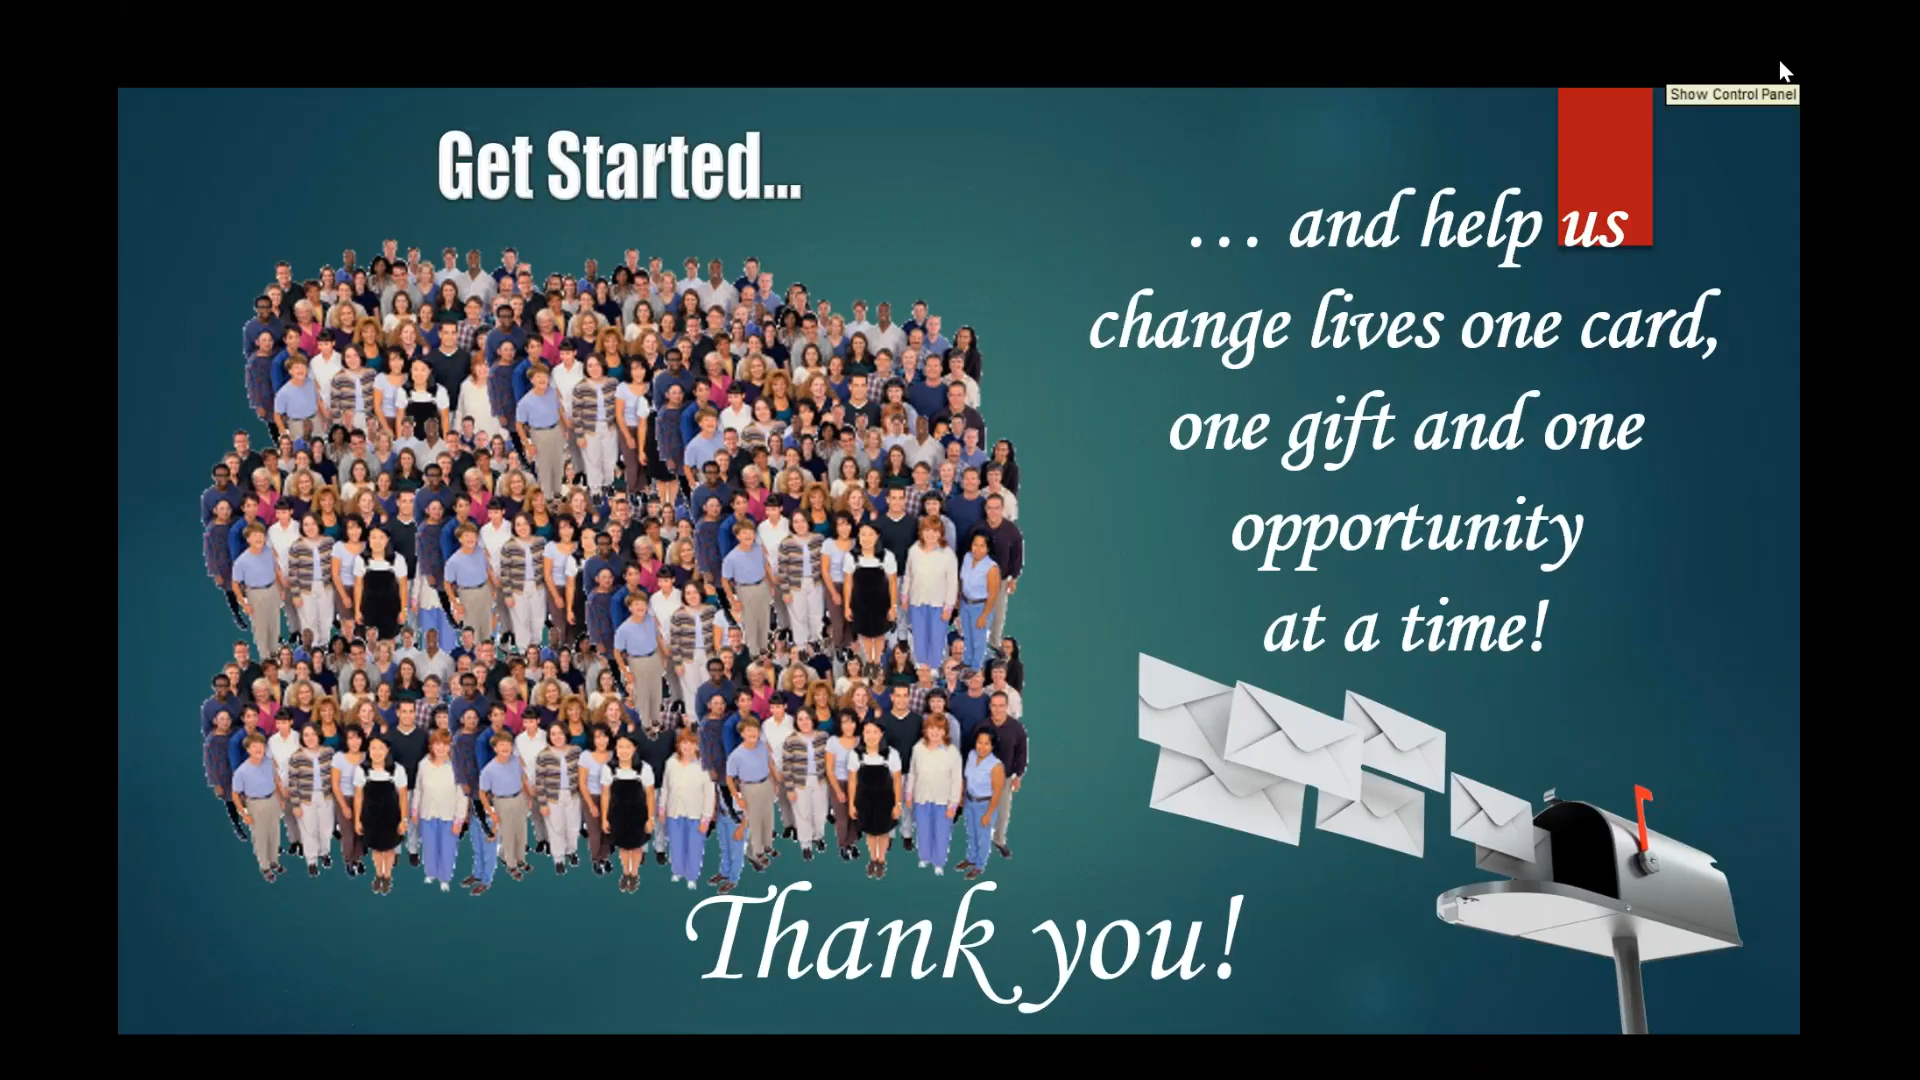 Show Control Panel
Get Started...
... and help us
change lives one card,
one gift and one
opportunity
at a time!
Thank you!